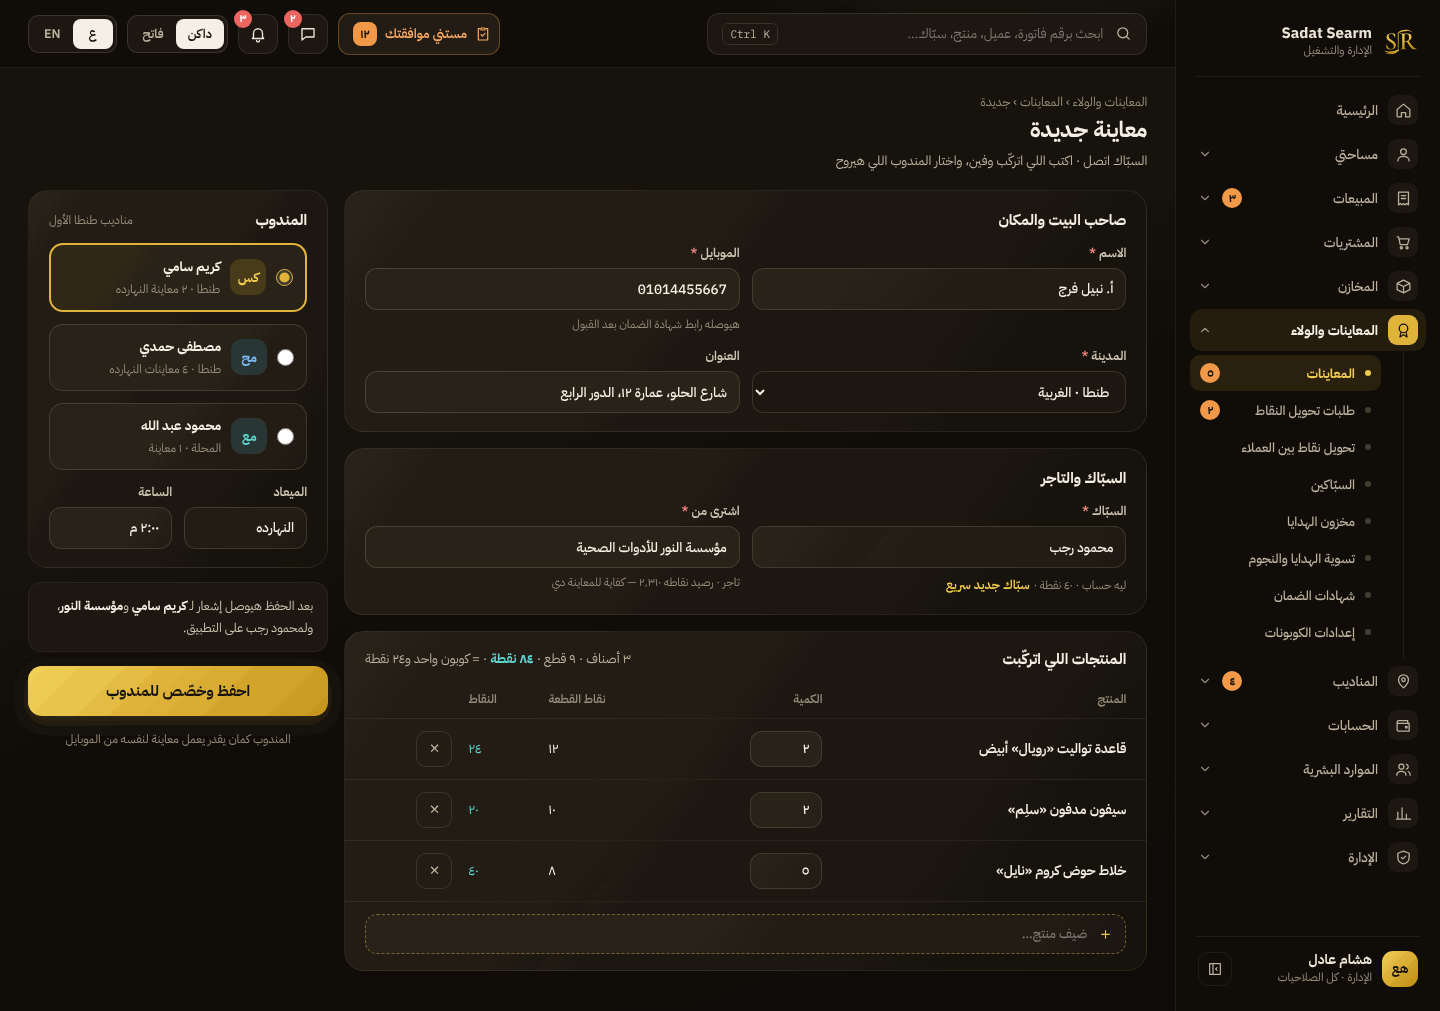 Sadat Searm
الإدارة والتشغيل
الرئيسية
مساحتي
المبيعات ٣
المشتريات
المخازن
المعاينات والولاء
المعاينات ٥
طلبات تحويل النقاط ٢
تحويل نقاط بين العملاء
السبّاكين
مخزون الهدايا
تسوية الهدايا والنجوم
شهادات الضمان
إعدادات الكوبونات
المناديب ٤
الحسابات
الموارد البشرية
التقارير
الإدارة
هع
هشام عادل
الإدارة · كل الصلاحيات
ابحث برقم فاتورة، عميل، منتج، سبّاك... Ctrl K
مستني موافقتك ١٢
٢
٣
داكن فاتح
ع EN
المعاينات والولاء › المعاينات › جديدة
معاينة جديدة
السبّاك اتصل · اكتب اللي اتركّب وفين، واختار المندوب اللي هيروح
صاحب البيت والمكان
الاسم * الموبايل *
أ. نبيل فرج 01014455667
هيوصله رابط شهادة الضمان بعد القبول
المدينة * العنوان
طنطا · الغربية شارع الحلو، عمارة ١٢، الدور الرابع
السبّاك والتاجر
السبّاك * اشترى من *
محمود رجب مؤسسة النور للأدوات الصحية
ليه حساب · ٤٠ نقطة · سبّاك جديد سريع تاجر · رصيد نقاطه ٢٬٣١٠ — كفاية للمعاينة دي
المنتجات اللي اتركّبت ٣ أصناف · ٩ قطع · ٨٤ نقطة · = كوبون واحد و٢٤ نقطة
المنتج الكمية نقاط القطعة النقاط
قاعدة تواليت «رويال» أبيض ٢ ١٢ ٢٤ ×
سيفون مدفون «سلِم» ٢ ١٠ ٢٠ ×
خلاط حوض كروم «نايل» ٥ ٨ ٤٠ ×
+ ضيف منتج...
المندوب مناديب طنطا الأول
كس كريم سامي
طنطا · ٢ معاينة النهارده
مح مصطفى حمدي
طنطا · ٤ معاينات النهارده
مع محمود عبد الله
المحلة · ١ معاينة
الميعاد الساعة
النهارده ٢:٠٠ م
بعد الحفظ هيوصل إشعار لـ كريم سامي ومؤسسة النور،
ولمحمود رجب على التطبيق.
احفظ وخصّص للمندوب
المندوب كمان يقدر يعمل معاينة لنفسه من الموبايل